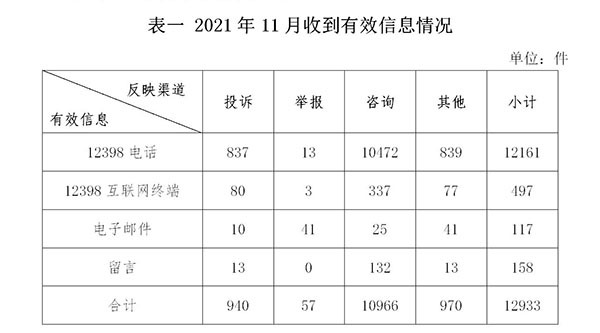 表一 2021 年 11 月收到有效信息情况
单位：件
反映渠道
有效信息
投诉 举报 咨询 其他 小计
12398 电话 837 13 10472 839 12161
12398 互联网终端 80 3 337 77 497
电子邮件 10 41 25 41 117
留言 13 0 132 13 158
合计 940 57 10966 970 12933